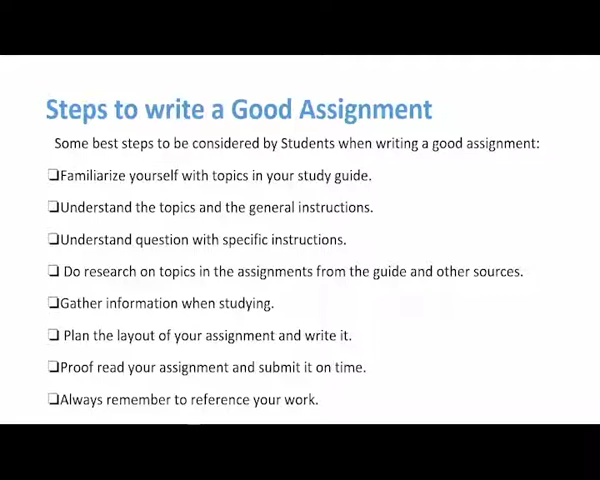 Steps to write a Good Assignment
Some best steps to be considered by Students when writing a good assignment:
❑Familiarize yourself with topics in your study guide.
❑Understand the topics and the general instructions.
❑Understand question with specific instructions.
❑ Do research on topics in the assignments from the guide and other sources.
❑Gather information when studying.
❑ Plan the layout of your assignment and write it.
❑Proof read your assignment and submit it on time.
❑Always remember to reference your work.